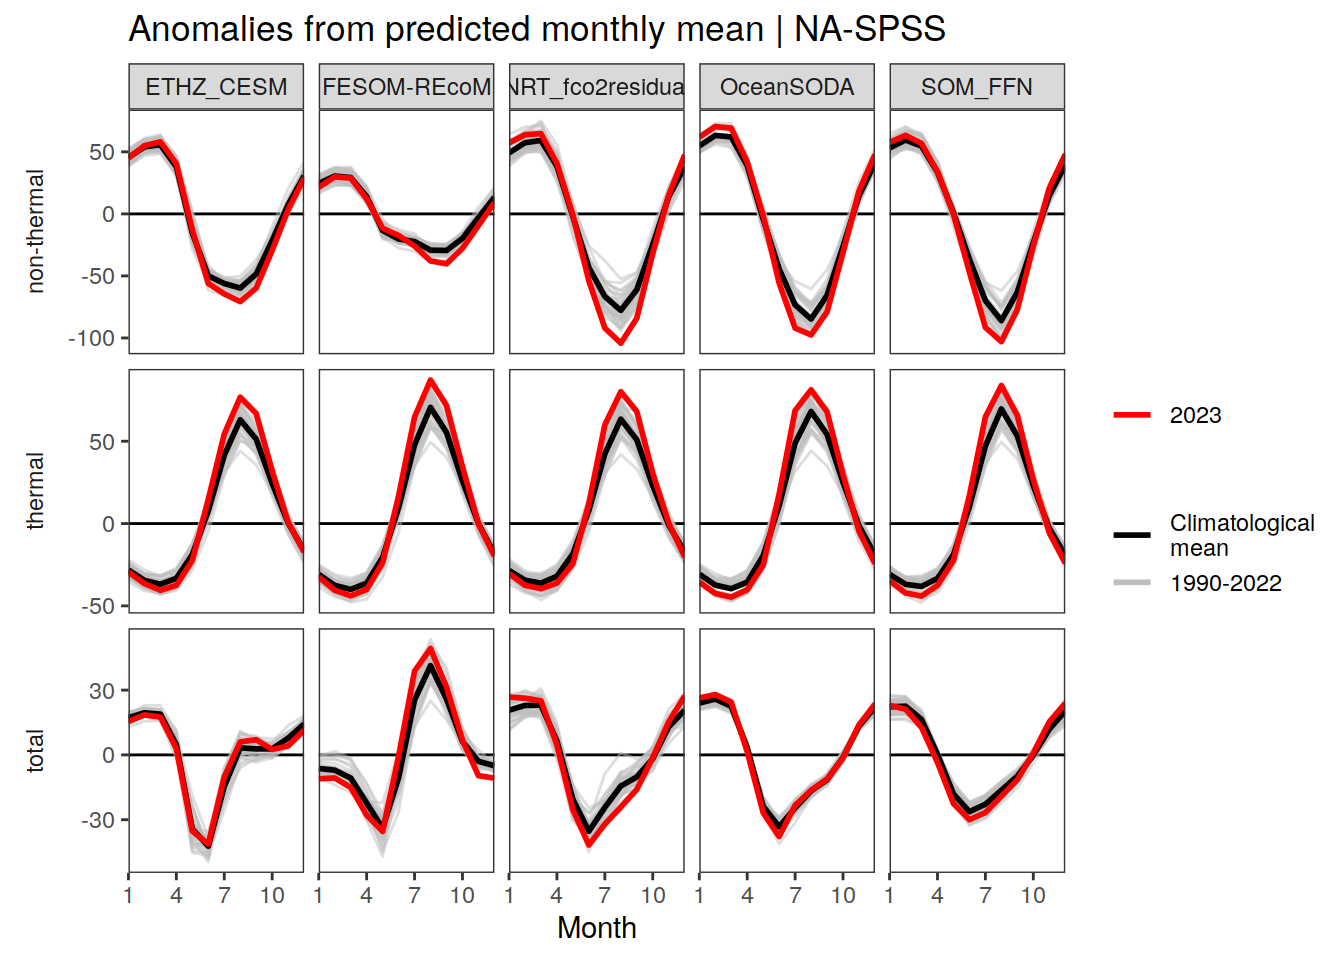 Anomalies from predicted monthly mean | NA-SPSS
ETHZ_CESM
FESOM-REcoM
NRT_fco2residua
OceanSODA
SOM_FFN
non-thermal
50
0
-50
-100
thermal
50
0
-50
total
30
0
-30
1 4 7 10
1 4 7 10
1 4 7 10
1 4 7 10
1 4 7 10
Month
2023
Climatological
mean
1990-2022